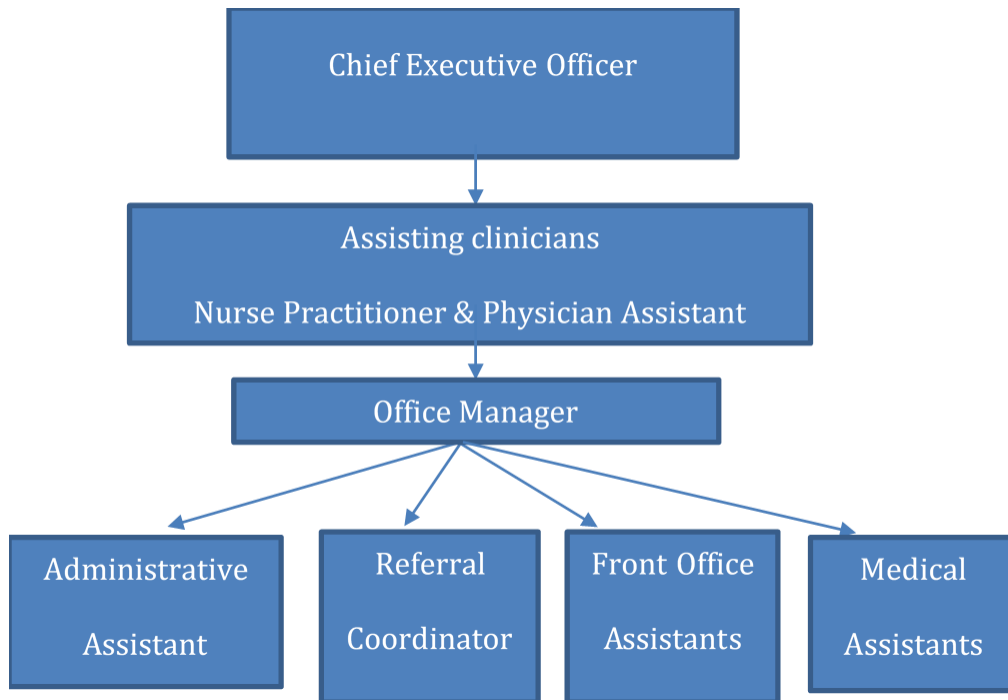 Chief Executive Officer
Assisting clinicians
Nurse Practitioner & Physician Assistant
Office Manager
Administrative
Assistant
Referral
Coordinator
Front Office
Assistants
Medical
Assistants